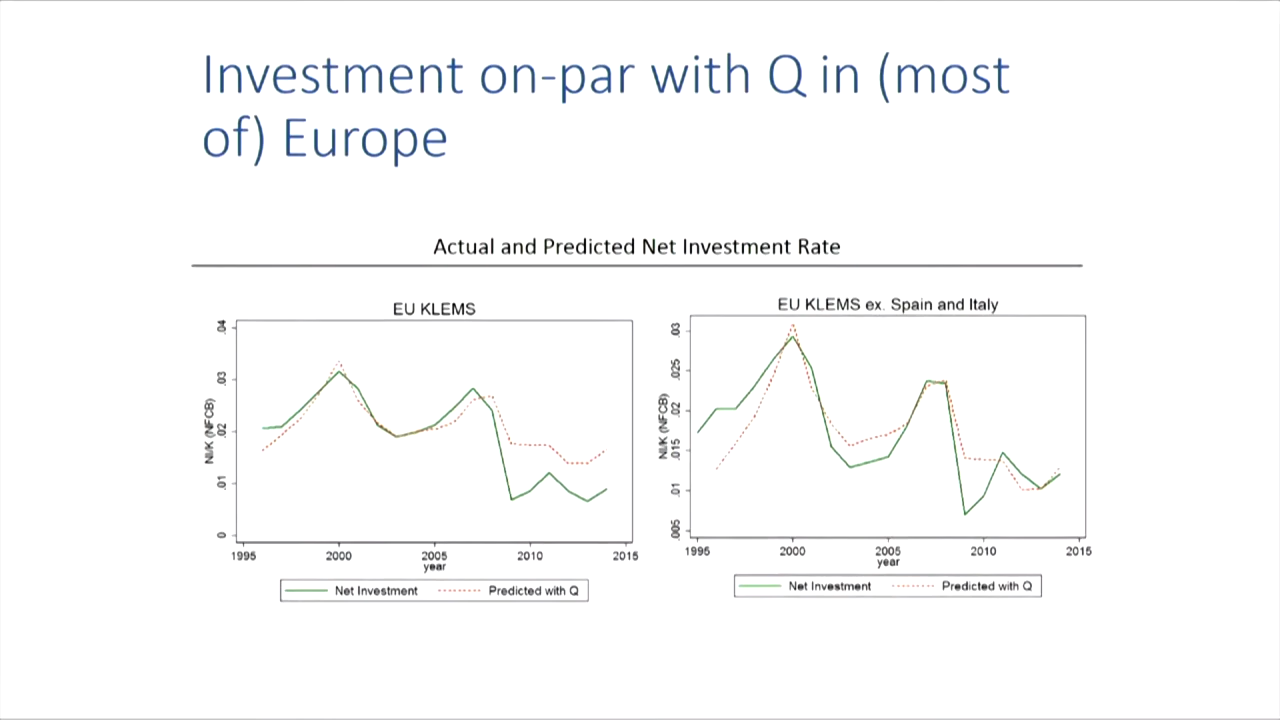 Investment on-par with Q in (most
of) Europe
Actual and Predicted Net Investment Rate
EU KLEMS
NI/K (NFCB)
.04
.03
.02
.01
0
1995 2000 2005 2010 2015
year
Net Investment Predicted with Q
EU KLEMS ex. Spain and Italy
NI/K (NFCB)
.03
.025
.02
.015
.01
.005
1995 2000 2005 2010 2015
year
Net Investment Predicted with Q